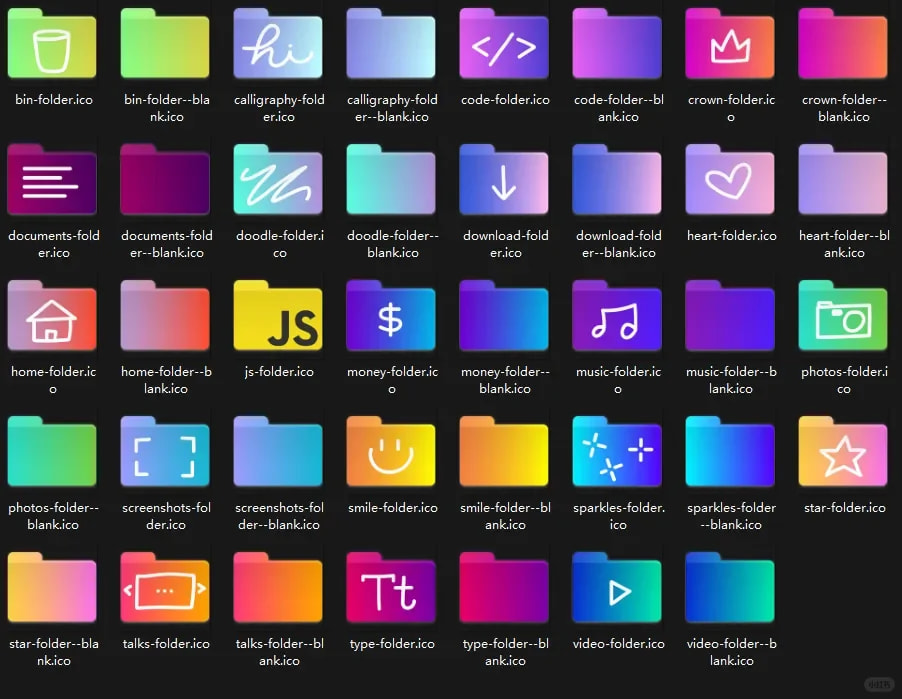 hi
</>
bin-folder.ico
bin-folder--bla
nk.ico
calligraphy-fold
er.ico
calligraphy-fold
er--blank.ico
code-folder.ico
code-folder--bl
ank.ico
crown-folder.ic
o
crown-folder--
blank.ico
documents-fold
er.ico
documents-fold
er--blank.ico
doodle-folder.i
co
doodle-folder--
blank.ico
download-fold
er.ico
download-fold
er--blank.ico
heart-folder.ico
heart-folder--bl
ank.ico
JS
$
home-folder.ic
o
home-folder--b
lank.ico
js-folder.ico
money-folder.ic
o
money-folder--
blank.ico
music-folder.ic
o
music-folder--b
lank.ico
photos-folder.i
co
photos-folder--
blank.ico
screenshots-fol
der.ico
screenshots-fol
der--blank.ico
smile-folder.ico
smile-folder--bl
ank.ico
sparkles-folder.
ico
sparkles-folder
--blank.ico
star-folder.ico
<...>
Tt
star-folder--bla
nk.ico
talks-folder.ico
talks-folder--bl
ank.ico
type-folder.ico
type-folder--bl
ank.ico
video-folder.ico
video-folder--b
lank.ico